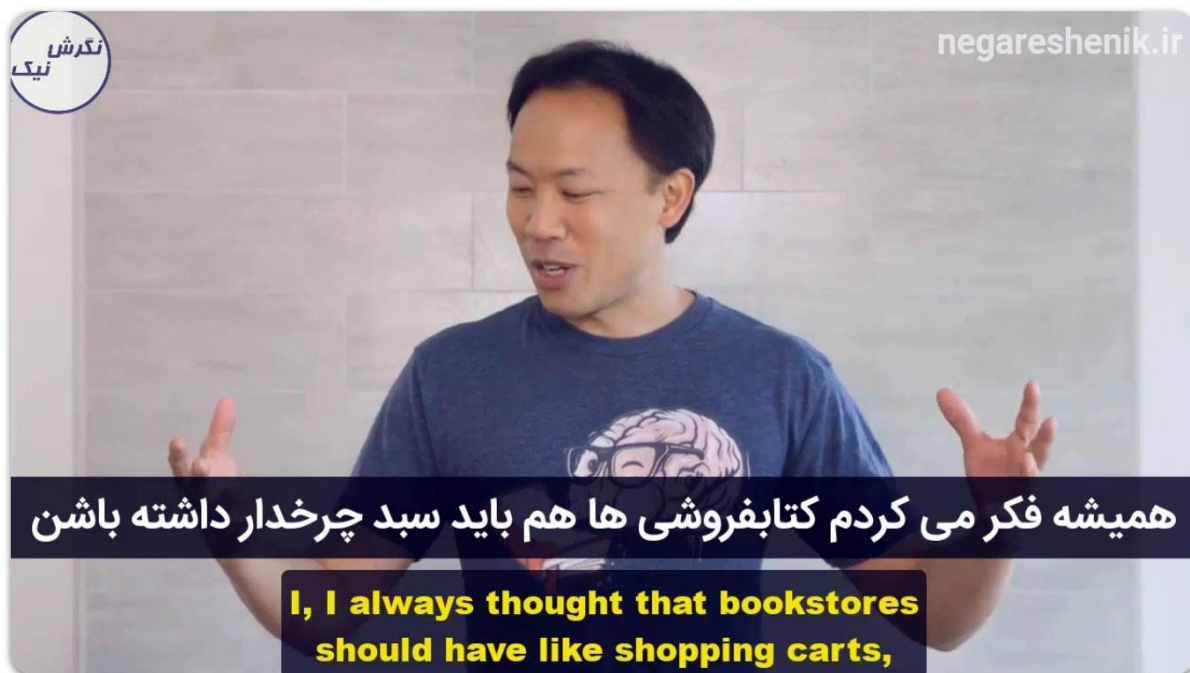 نگرش
نیک
negareshenik.ir
همیشه فکر می کردم کتابفروشی ها هم باید سبد چرخدار داشته باشن
I, I always thought that bookstores
should have like shopping carts,